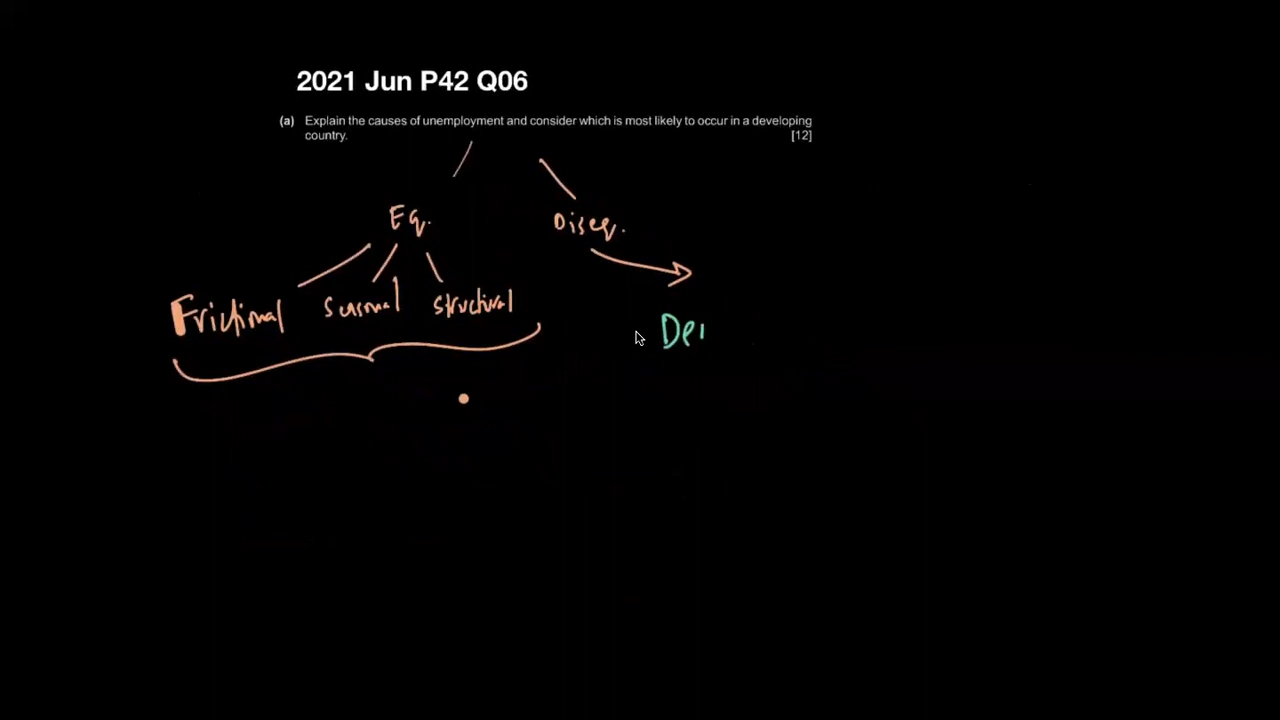 2021 Jun P42 Q06
(a) Explain the causes of unemployment and consider which is most likely to occur in a developing
country. [12]
Eq. Diseq.
Frictional Seasonal Structural